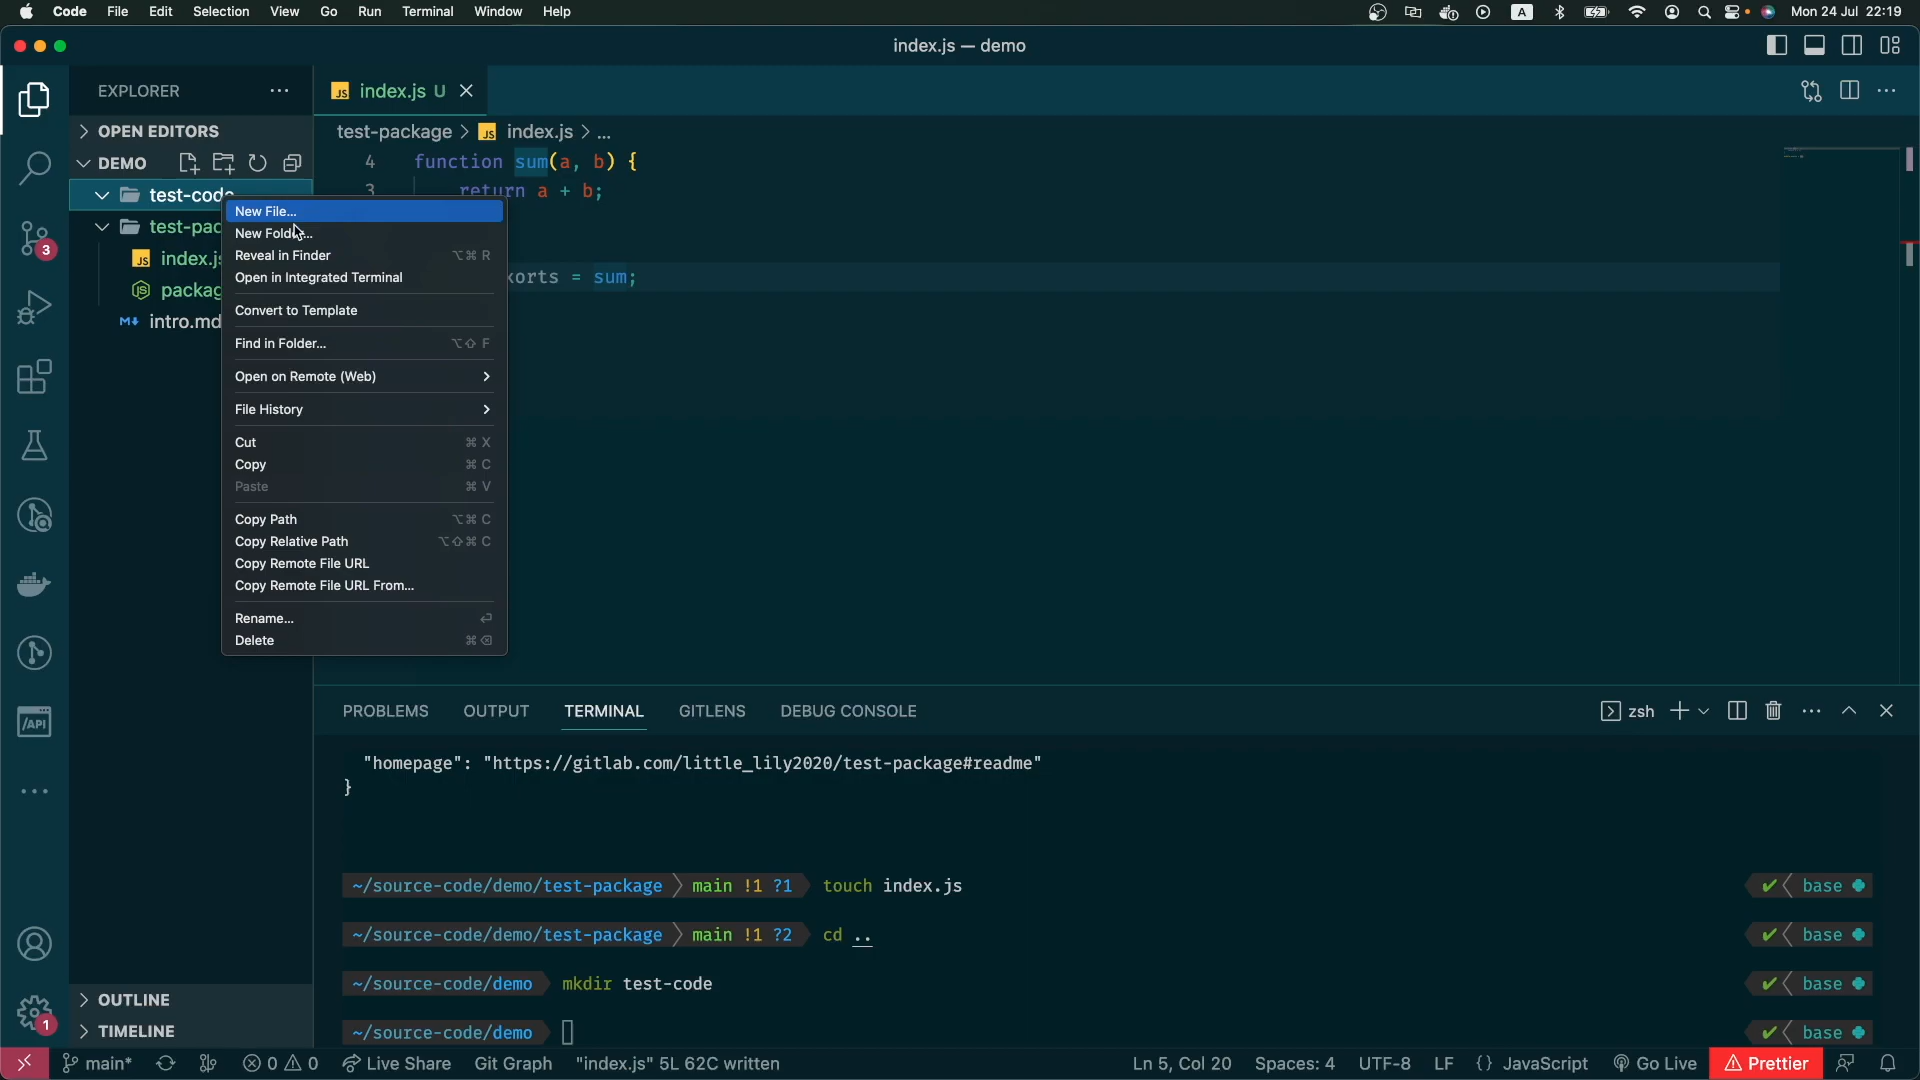 Code File Edit Selection View Go Run Terminal Window Help
A Mon 24 Jul 22:19
index.js — demo
EXPLORER
JS index.js U
OPEN EDITORS
test-package > JS index.js > ...
DEMO
4 function sum(a, b) {
3 return a + b;
test-code
New File...
test-pac
New Folder...
JS index.js
3
Reveal in Finder ⌥⌘ R
Open in Integrated Terminal
= sum;
packag
Convert to Template
M↓ intro.md
Find in Folder... ⌥⇧ F
Open on Remote (Web) >
File History >
Cut ⌘ X
Copy ⌘ C
Paste ⌘ V
Copy Path ⌥⌘ C
Copy Relative Path ⌥⇧⌘ C
Copy Remote File URL
Copy Remote File URL From...
Rename... ⏎
Delete ⌘⌫
/API
PROBLEMS OUTPUT TERMINAL GITLENS DEBUG CONSOLE
zsh
"homepage": "https://gitlab.com/little_lily2020/test-package#readme"
}
~/source-code/demo/test-package main !1 ?1 touch index.js ✔ base
~/source-code/demo/test-package main !1 ?2 cd .. ✔ base
~/source-code/demo mkdir test-code ✔ base
~/source-code/demo ✔ base
OUTLINE
1
TIMELINE
main* 0 0 Live Share Git Graph "index.js" 5L 62C written
Ln 5, Col 20 Spaces: 4 UTF-8 LF {} JavaScript Go Live Prettier